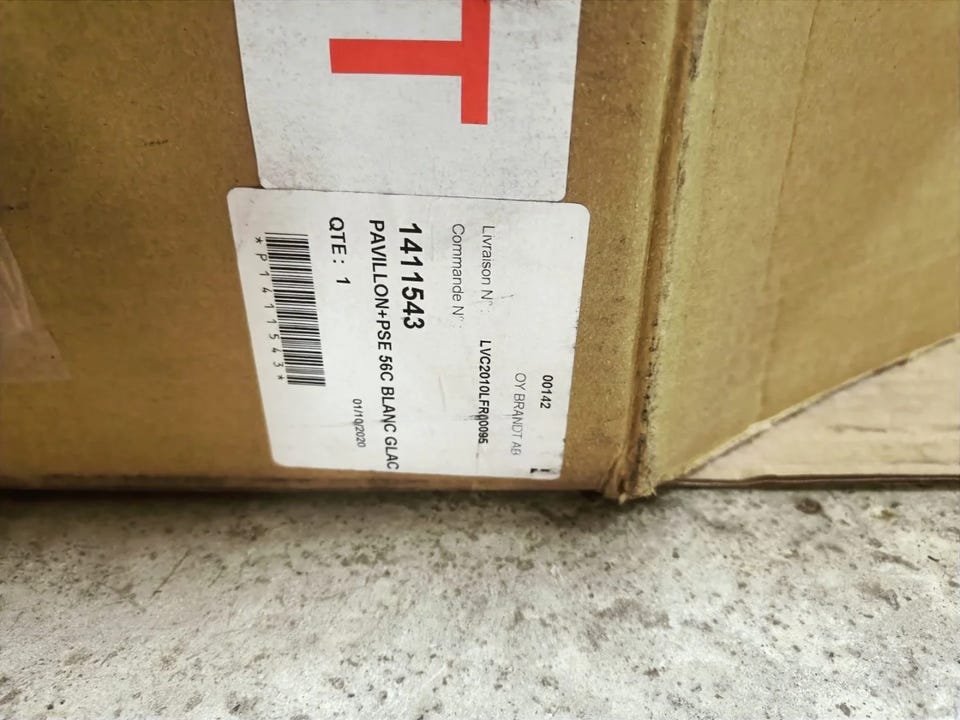 T
00142
OY BRANDT AB
Livraison N°:
Commande N°: LVC2010LFR00095
1411543
PAVILLON+PSE 56C BLANC GLAC
QTE : 1
01/10/2020
*P1411543*